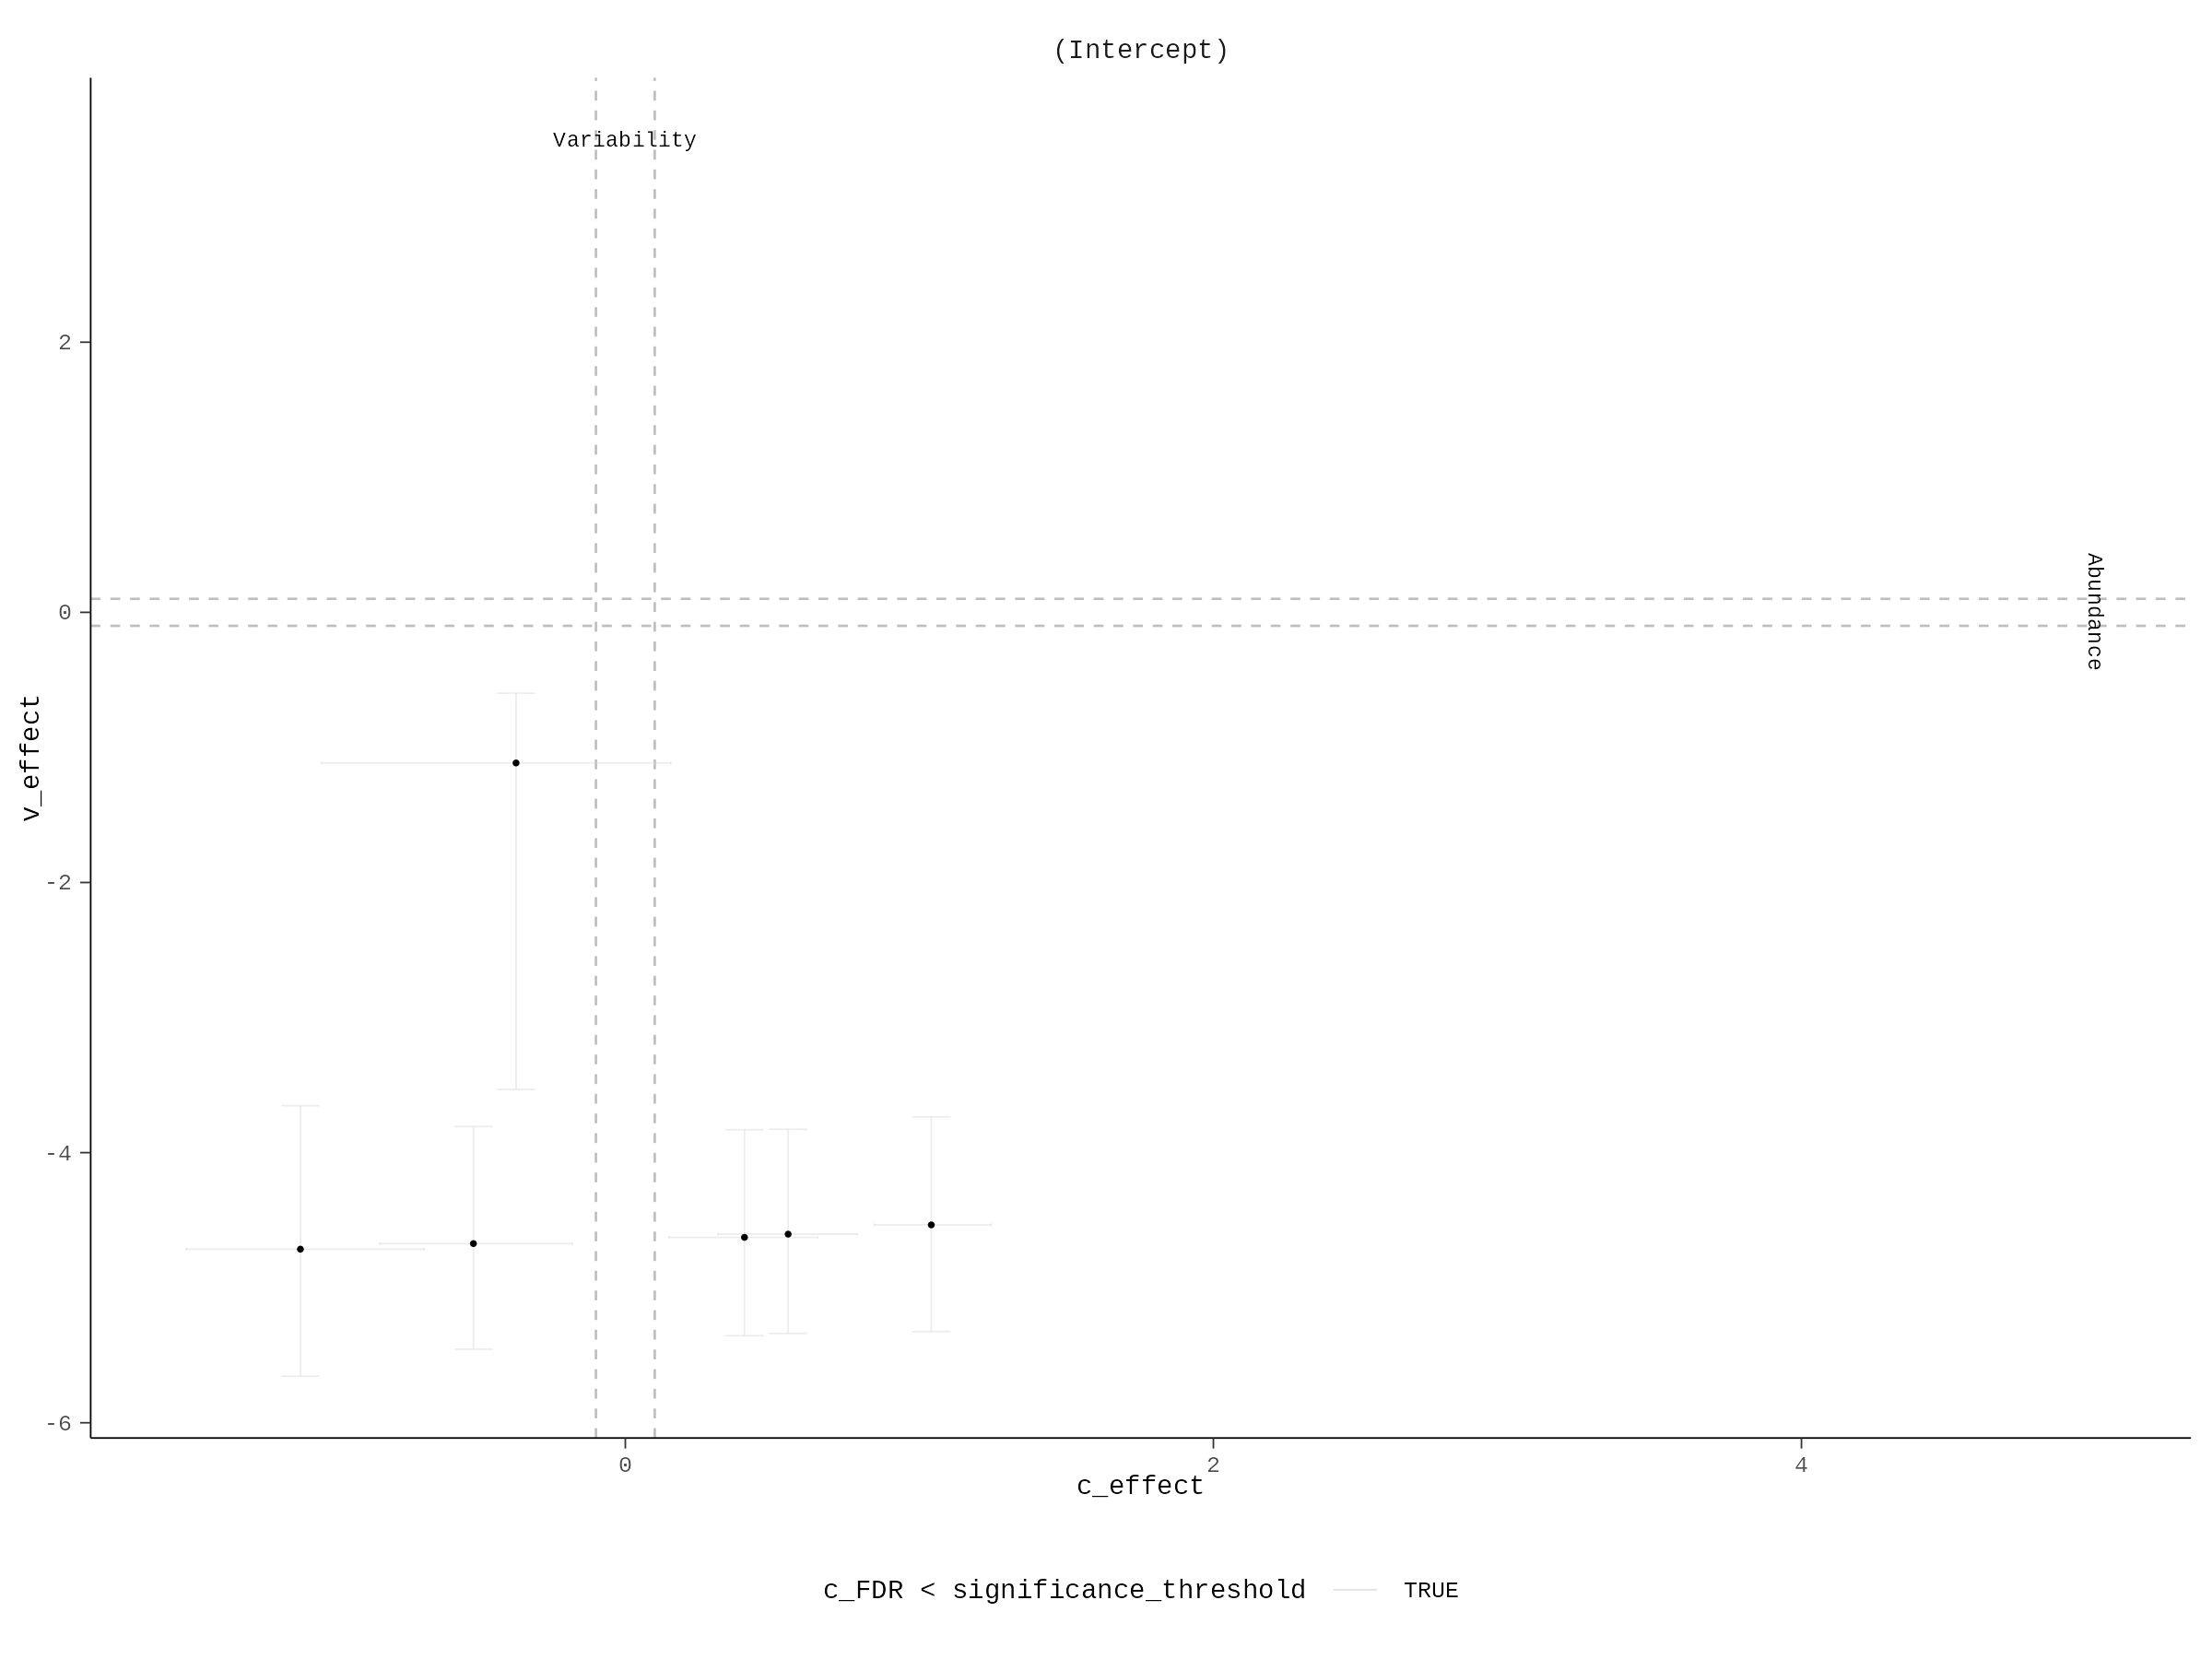 (Intercept)
Variability
Abundance
2
0
-2
-4
-6
v_effect
0
2
4
c_effect
c_FDR < significance_threshold
TRUE